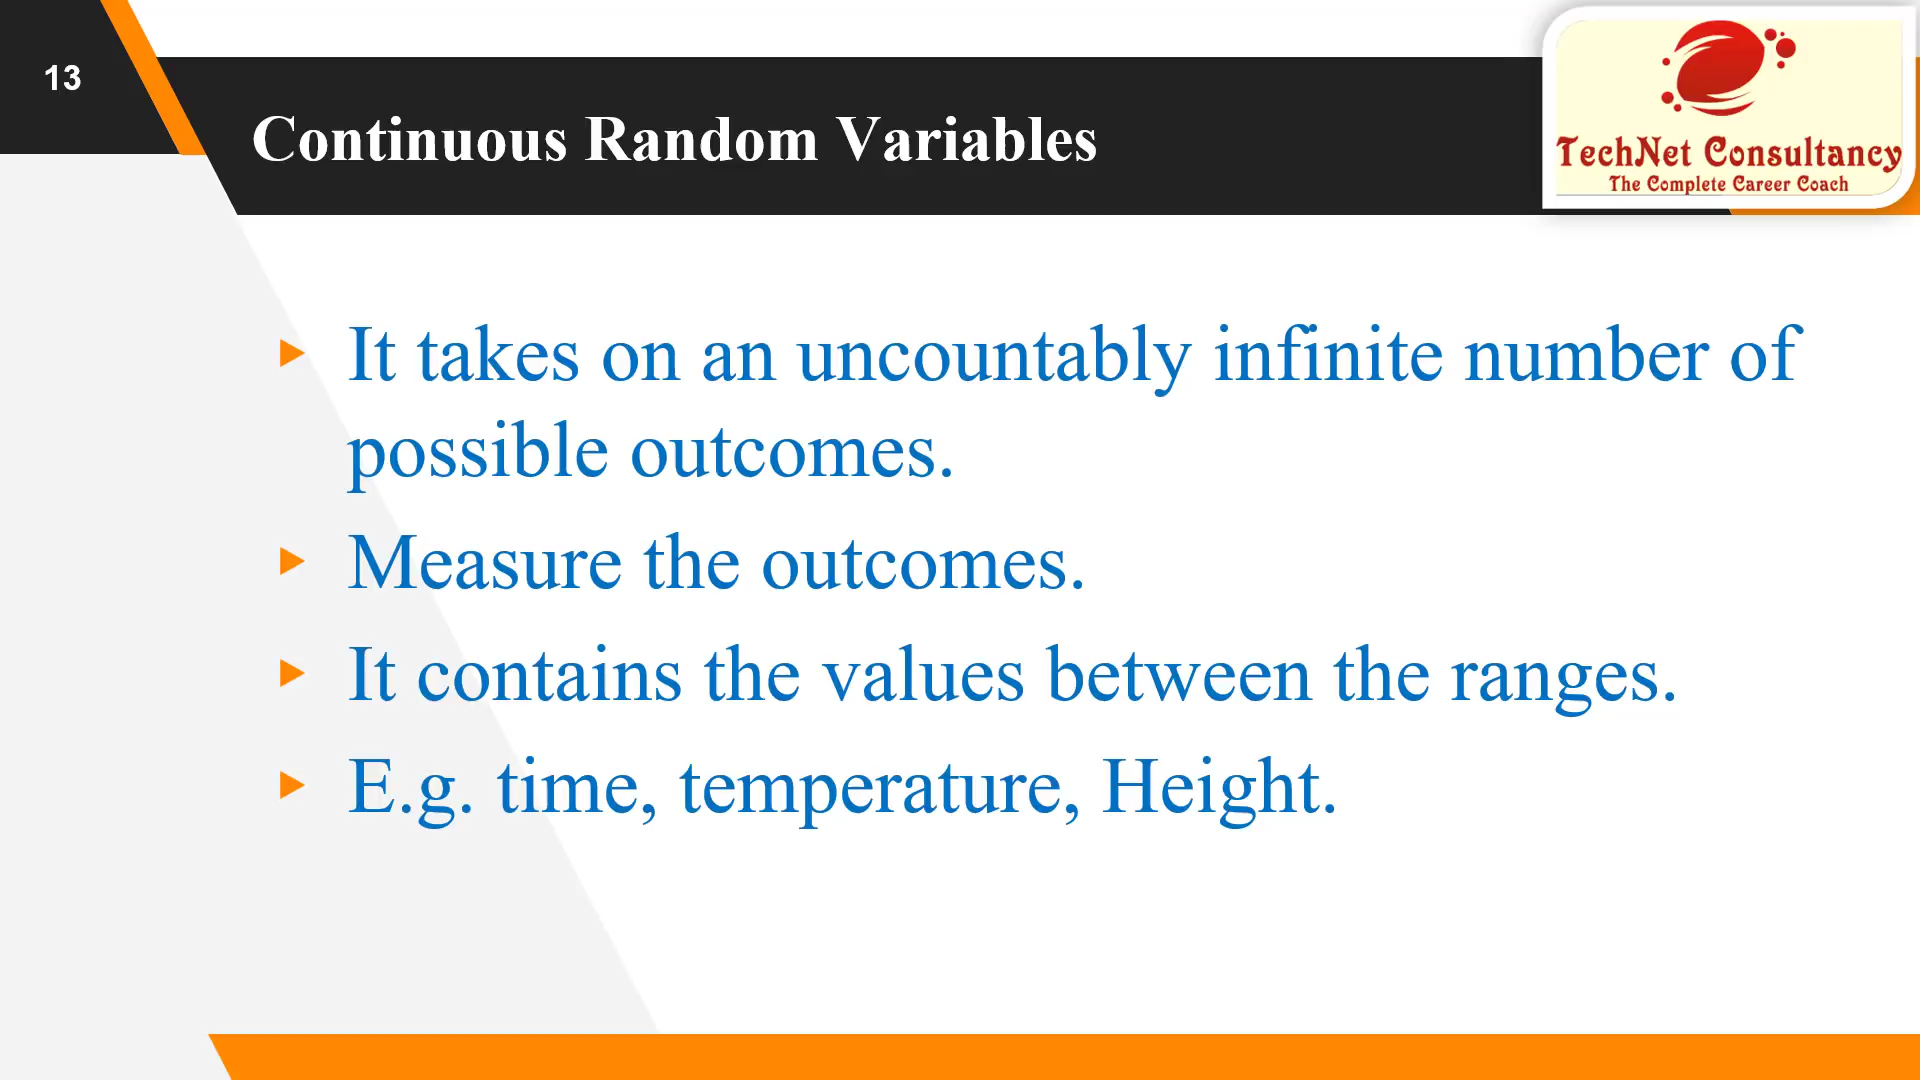 13
Continuous Random Variables
TechNet Consultancy
The Complete Career Coach
It takes on an uncountably infinite number of
possible outcomes.
Measure the outcomes.
It contains the values between the ranges.
E.g. time, temperature, Height.